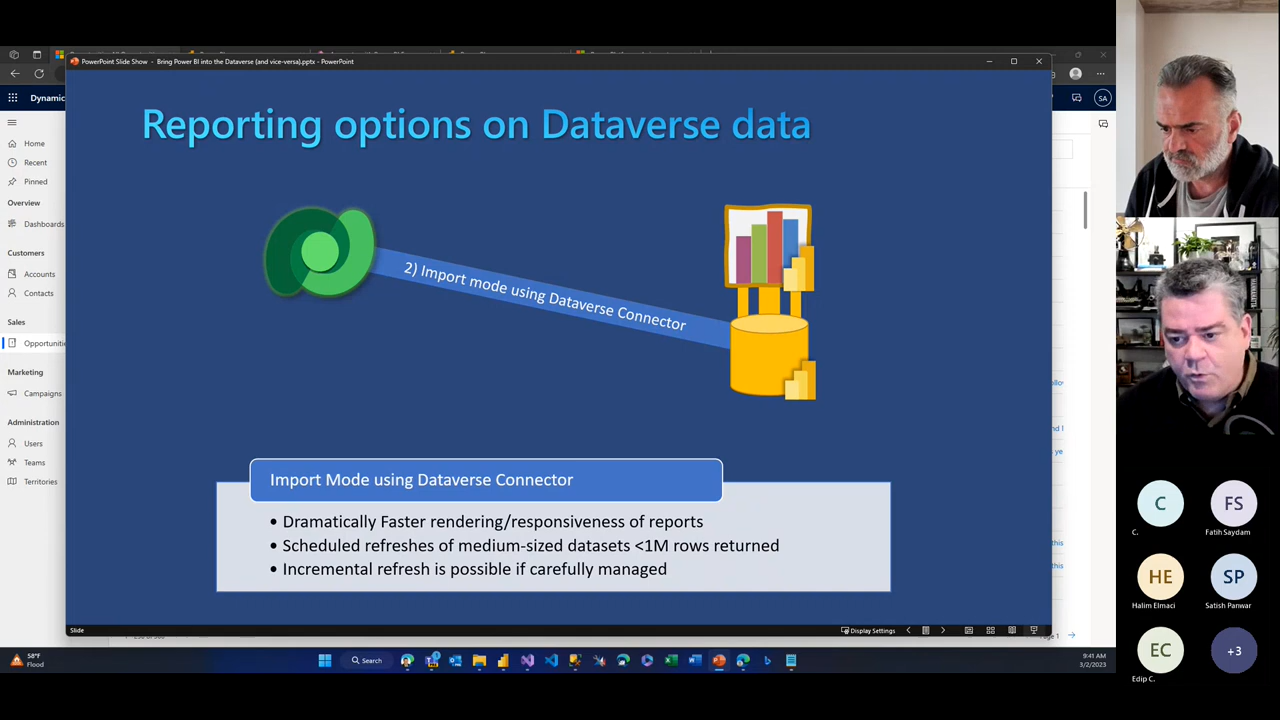 PowerPoint Slide Show - Bring Power BI into the Dataverse (and vice-versa).pptx - PowerPoint
Dynamic
SA
Reporting options on Dataverse data
Home
Recent
Pinned
Overview
Dashboards
Customers
Accounts
Contacts
Sales
Opportuniti
Marketing
Campaigns
Administration
Users
Teams
Territories
2) Import mode using Dataverse Connector
Import Mode using Dataverse Connector
• Dramatically Faster rendering/responsiveness of reports
• Scheduled refreshes of medium-sized datasets <1M rows returned
• Incremental refresh is possible if carefully managed
Slide
Display Settings
58°F
Flood
Search
9:41 AM
3/2/2023
C
C.
FS
Fatih Saydam
HE
Halim Elmaci
SP
Satish Panwar
EC
Edip C.
+3